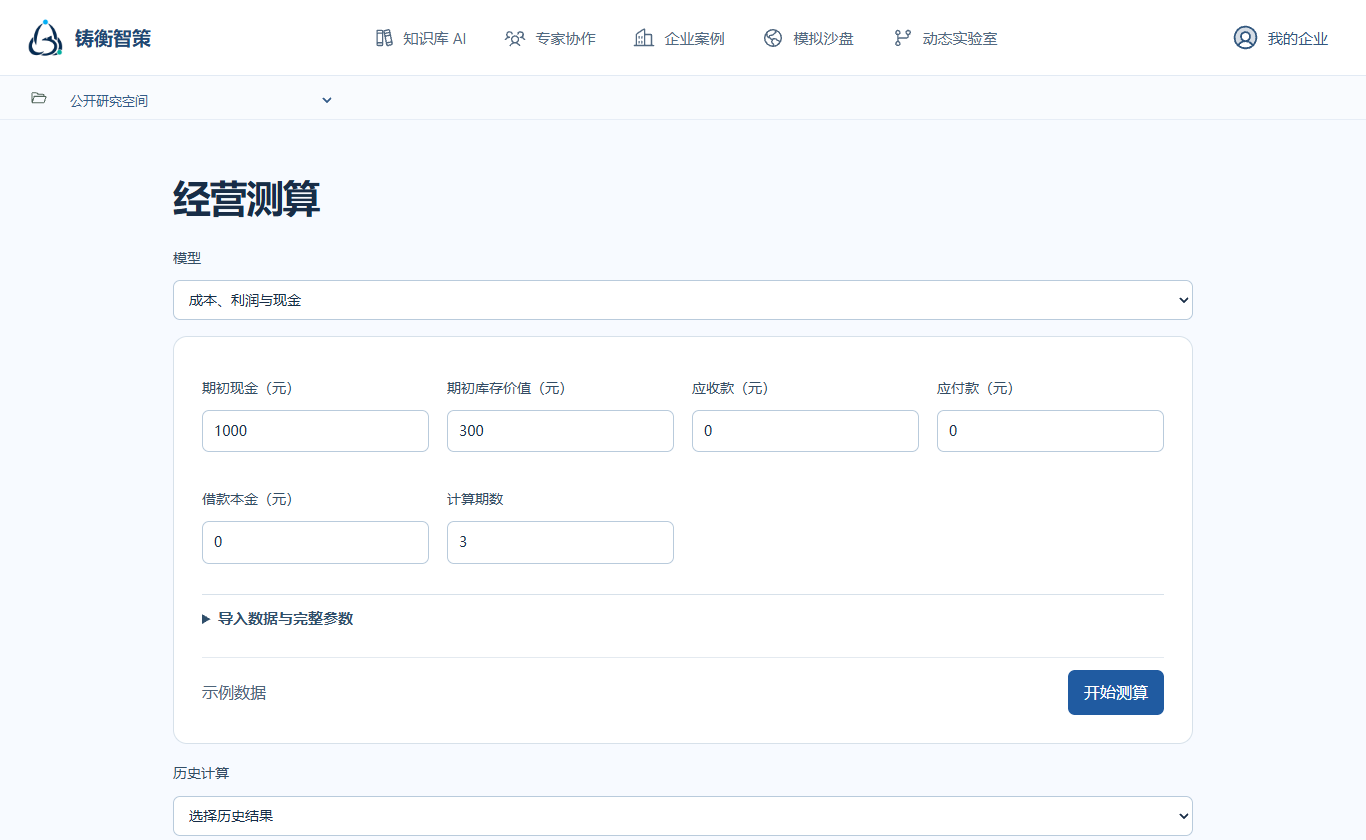 铸衡智策
知识库 AI
专家协作
企业案例
模拟沙盘
动态实验室
我的企业
公开研究空间
经营测算
模型
成本、利润与现金
期初现金（元）
期初库存价值（元）
应收款（元）
应付款（元）
1000
300
0
0
借款本金（元）
计算期数
0
3
导入数据与完整参数
示例数据
开始测算
历史计算
选择历史结果